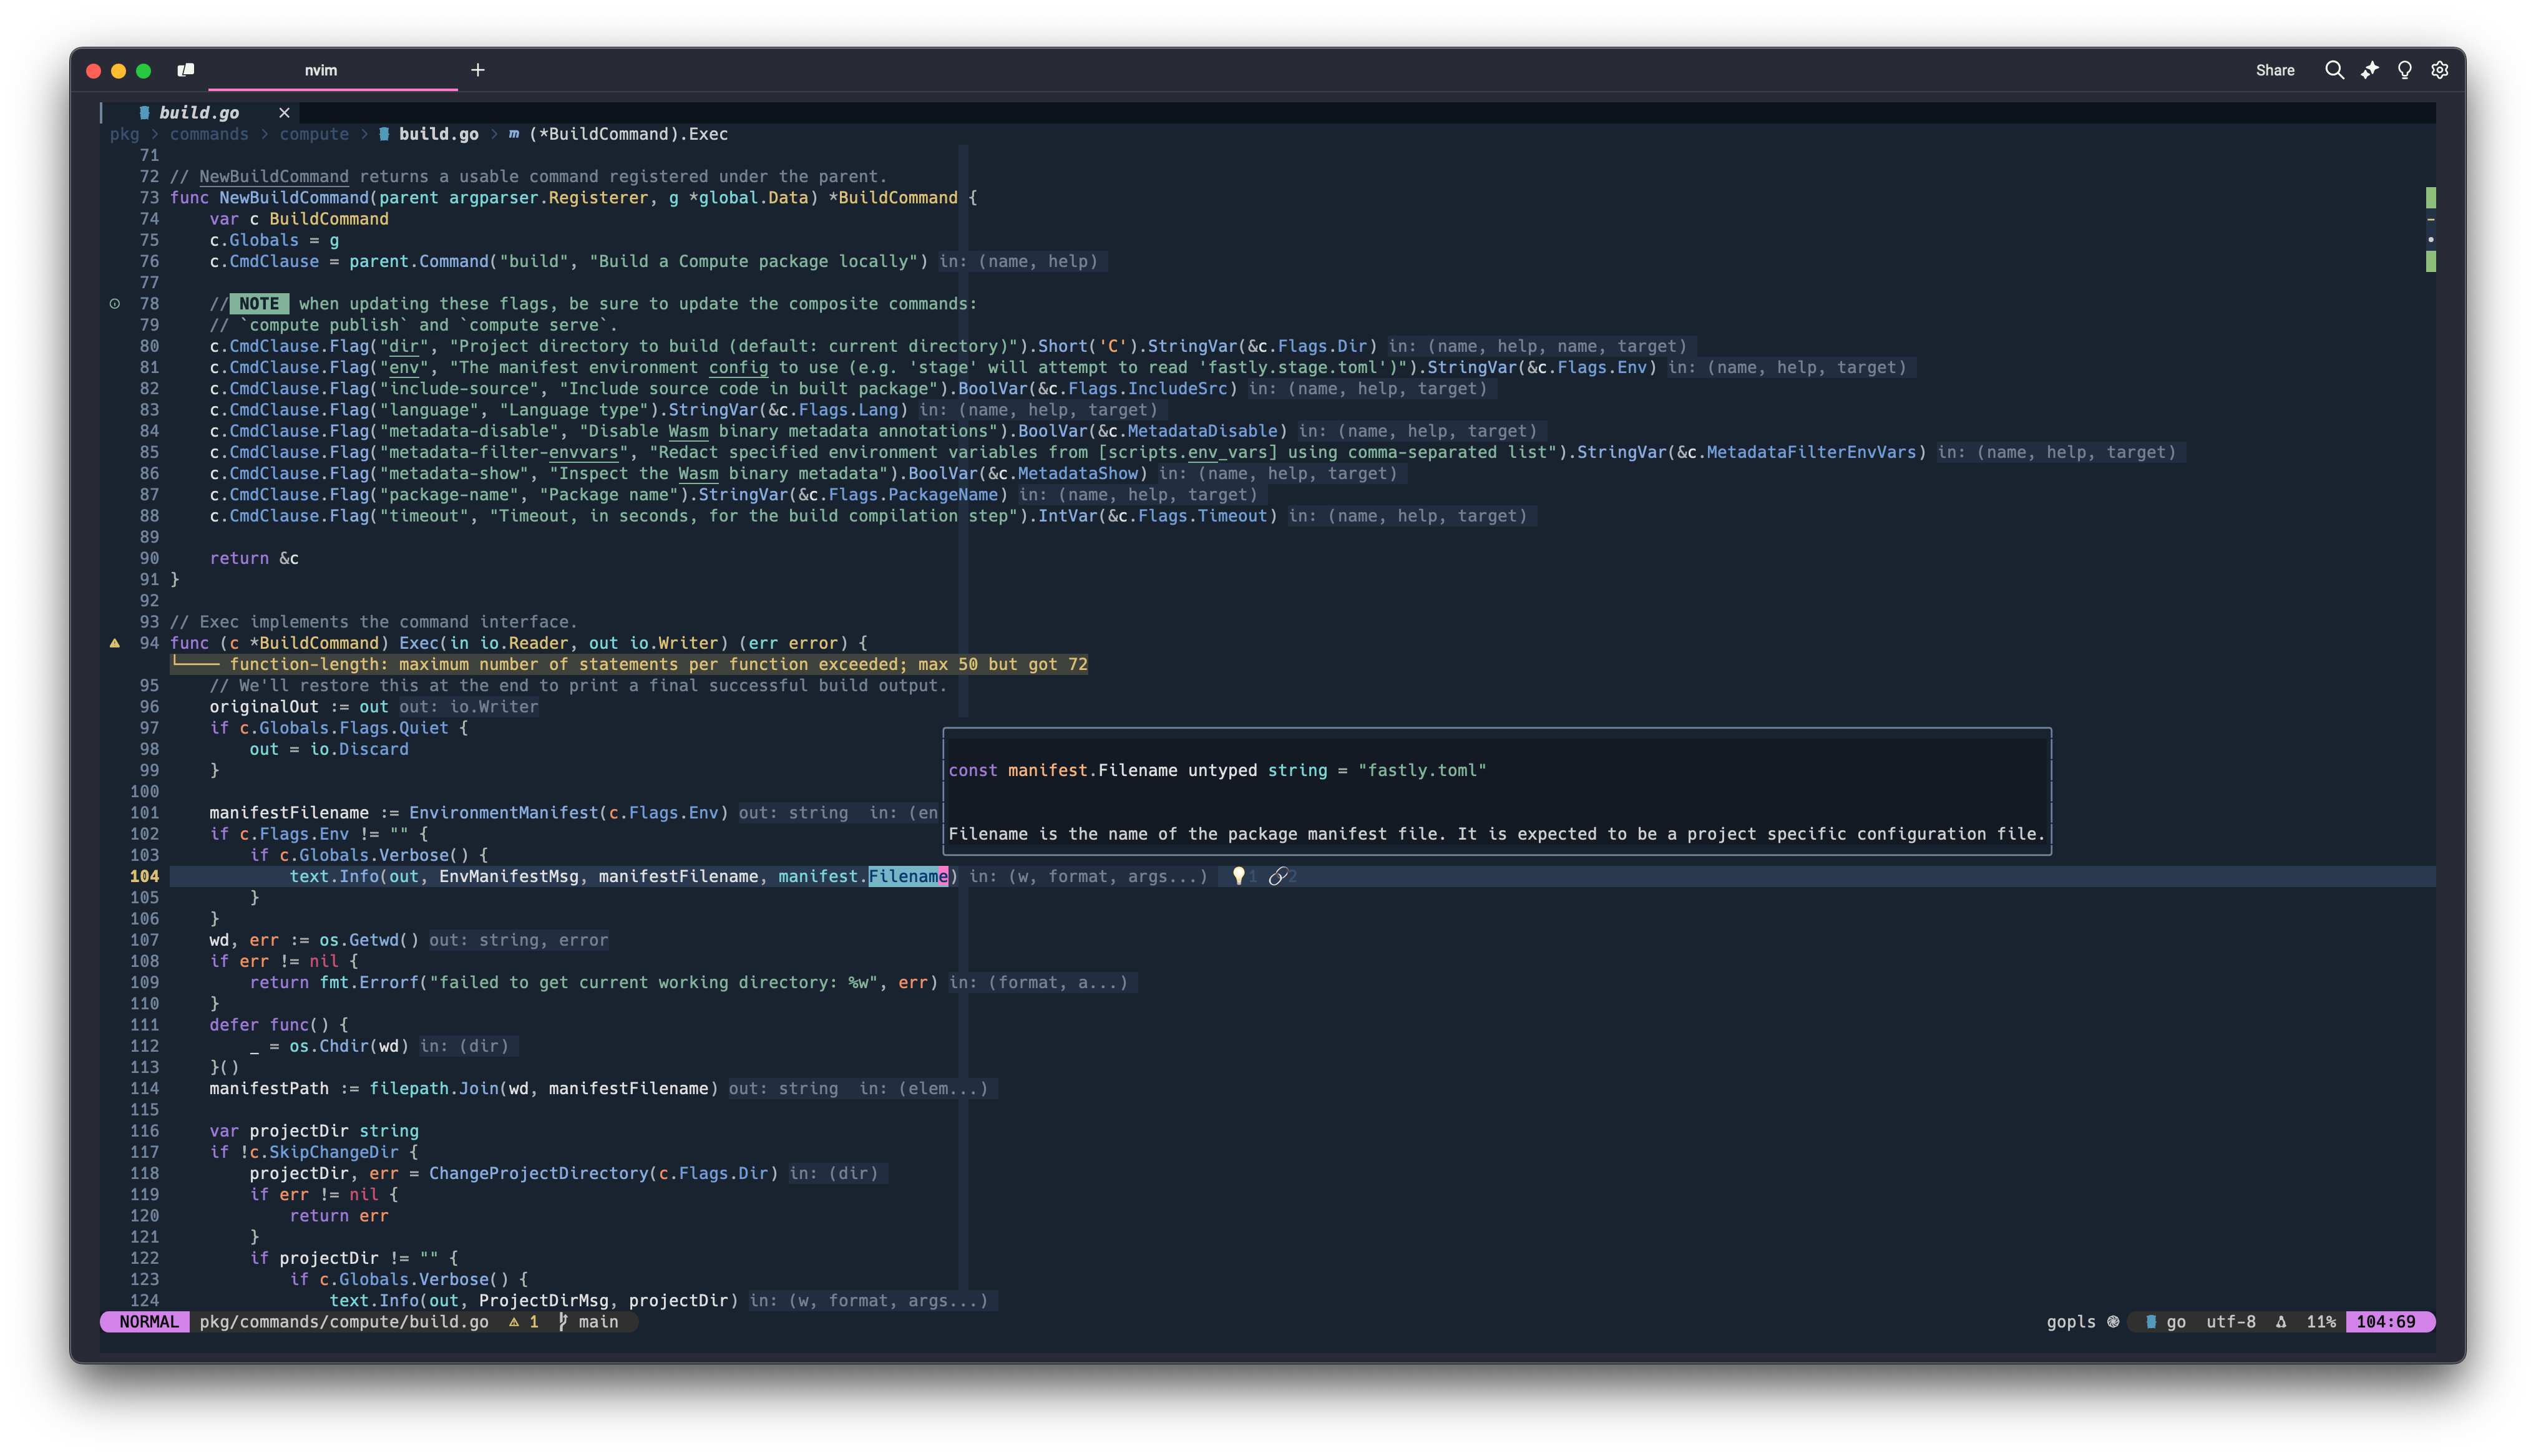 nvim
Share
build.go
pkg > commands > compute > build.go > m (*BuildCommand).Exec
71
72 // NewBuildCommand returns a usable command registered under the parent.
73 func NewBuildCommand(parent argparser.Registerer, g *global.Data) *BuildCommand {
74     var c BuildCommand
75     c.Globals = g
76     c.CmdClause = parent.Command("build", "Build a Compute package locally") in: (name, help)
77
78     // NOTE when updating these flags, be sure to update the composite commands:
79     // `compute publish` and `compute serve`.
80     c.CmdClause.Flag("dir", "Project directory to build (default: current directory)").Short('C').StringVar(&c.Flags.Dir) in: (name, help, name, target)
81     c.CmdClause.Flag("env", "The manifest environment config to use (e.g. 'stage' will attempt to read 'fastly.stage.toml')").StringVar(&c.Flags.Env) in: (name, help, target)
82     c.CmdClause.Flag("include-source", "Include source code in built package").BoolVar(&c.Flags.IncludeSrc) in: (name, help, target)
83     c.CmdClause.Flag("language", "Language type").StringVar(&c.Flags.Lang) in: (name, help, target)
84     c.CmdClause.Flag("metadata-disable", "Disable Wasm binary metadata annotations").BoolVar(&c.MetadataDisable) in: (name, help, target)
85     c.CmdClause.Flag("metadata-filter-envvars", "Redact specified environment variables from [scripts.env_vars] using comma-separated list").StringVar(&c.MetadataFilterEnvVars) in: (name, help, target)
86     c.CmdClause.Flag("metadata-show", "Inspect the Wasm binary metadata").BoolVar(&c.MetadataShow) in: (name, help, target)
87     c.CmdClause.Flag("package-name", "Package name").StringVar(&c.Flags.PackageName) in: (name, help, target)
88     c.CmdClause.Flag("timeout", "Timeout, in seconds, for the build compilation step").IntVar(&c.Flags.Timeout) in: (name, help, target)
89
90     return &c
91 }
92
93 // Exec implements the command interface.
94 func (c *BuildCommand) Exec(in io.Reader, out io.Writer) (err error) {
└──── function-length: maximum number of statements per function exceeded; max 50 but got 72
95     // We'll restore this at the end to print a final successful build output.
96     originalOut := out out: io.Writer
97     if c.Globals.Flags.Quiet {
98         out = io.Discard
99     }
const manifest.Filename untyped string = "fastly.toml"
100
101     manifestFilename := EnvironmentManifest(c.Flags.Env) out: string  in: (en
102     if c.Flags.Env != "" {
Filename is the name of the package manifest file. It is expected to be a project specific configuration file.
103         if c.Globals.Verbose() {
104             text.Info(out, EnvManifestMsg, manifestFilename, manifest.Filename) in: (w, format, args...) 💡1 🔗2
105         }
106     }
107     wd, err := os.Getwd() out: string, error
108     if err != nil {
109         return fmt.Errorf("failed to get current working directory: %w", err) in: (format, a...)
110     }
111     defer func() {
112         _ = os.Chdir(wd) in: (dir)
113     }()
114     manifestPath := filepath.Join(wd, manifestFilename) out: string  in: (elem...)
115
116     var projectDir string
117     if !c.SkipChangeDir {
118         projectDir, err = ChangeProjectDirectory(c.Flags.Dir) in: (dir)
119         if err != nil {
120             return err
121         }
122         if projectDir != "" {
123             if c.Globals.Verbose() {
124                 text.Info(out, ProjectDirMsg, projectDir) in: (w, format, args...)
NORMAL pkg/commands/compute/build.go ⚠ 1 main gopls go utf-8 11% 104:69